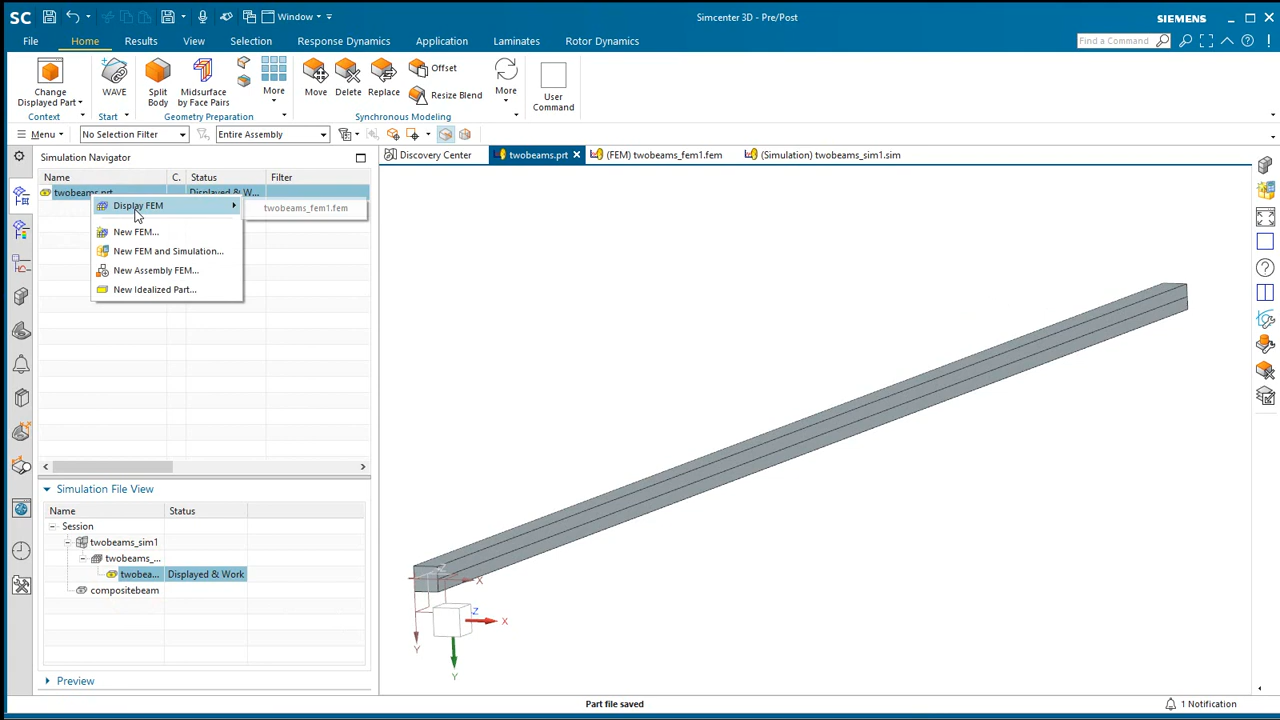 SC Window Simcenter 3D - Pre/Post SIEMENS
File Home Results View Selection Response Dynamics Application Laminates Rotor Dynamics Find a Command
Change Displayed Part
WAVE
Split Body
Midsurface by Face Pairs
More
Move
Delete
Replace
Offset
Resize Blend
More
User Command
Context Start Geometry Preparation Synchronous Modeling
Menu No Selection Filter Entire Assembly
Simulation Navigator
Discovery Center twobeams.prt (FEM) twobeams_fem1.fem (Simulation) twobeams_sim1.sim
Name C. Status Filter
twobeams.prt Displayed & W...
Display FEM twobeams_fem1.fem
New FEM...
New FEM and Simulation...
New Assembly FEM...
New Idealized Part...
Simulation File View
Name Status
Session
twobeams_sim1
twobeams_...
twobea... Displayed & Work
compositebeam
Preview
Z
X
Y
Z
X
Y
Part file saved
1 Notification